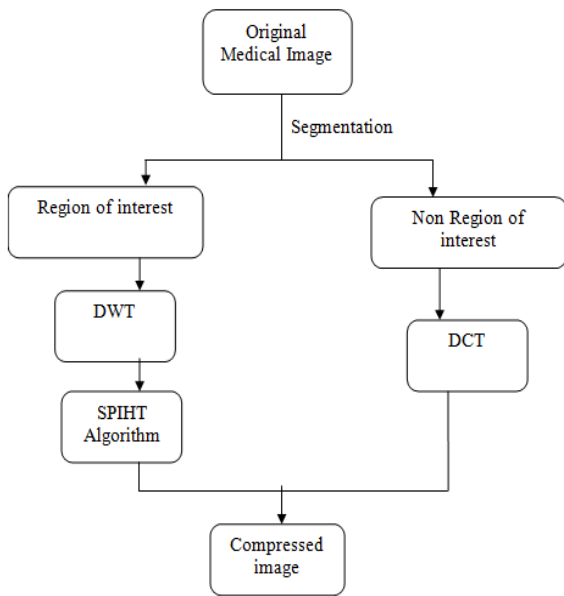 Original
Medical Image
Segmentation
Region of interest
Non Region of
interest
DWT
DCT
SPIHT
Algorithm
Compressed
image